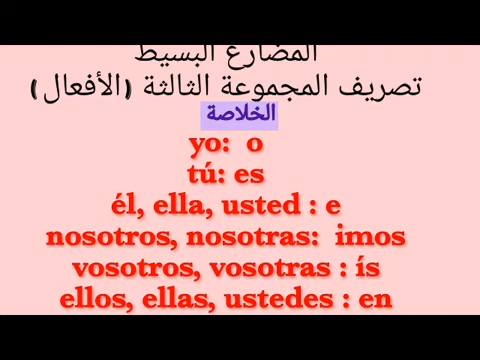 المضارع البسيط
تصريف المجموعة الثالثة (الأفعال)
الخلاصة
yo: o
tú: es
él, ella, usted : e
nosotros, nosotras: imos
vosotros, vosotras : ís
ellos, ellas, ustedes : en